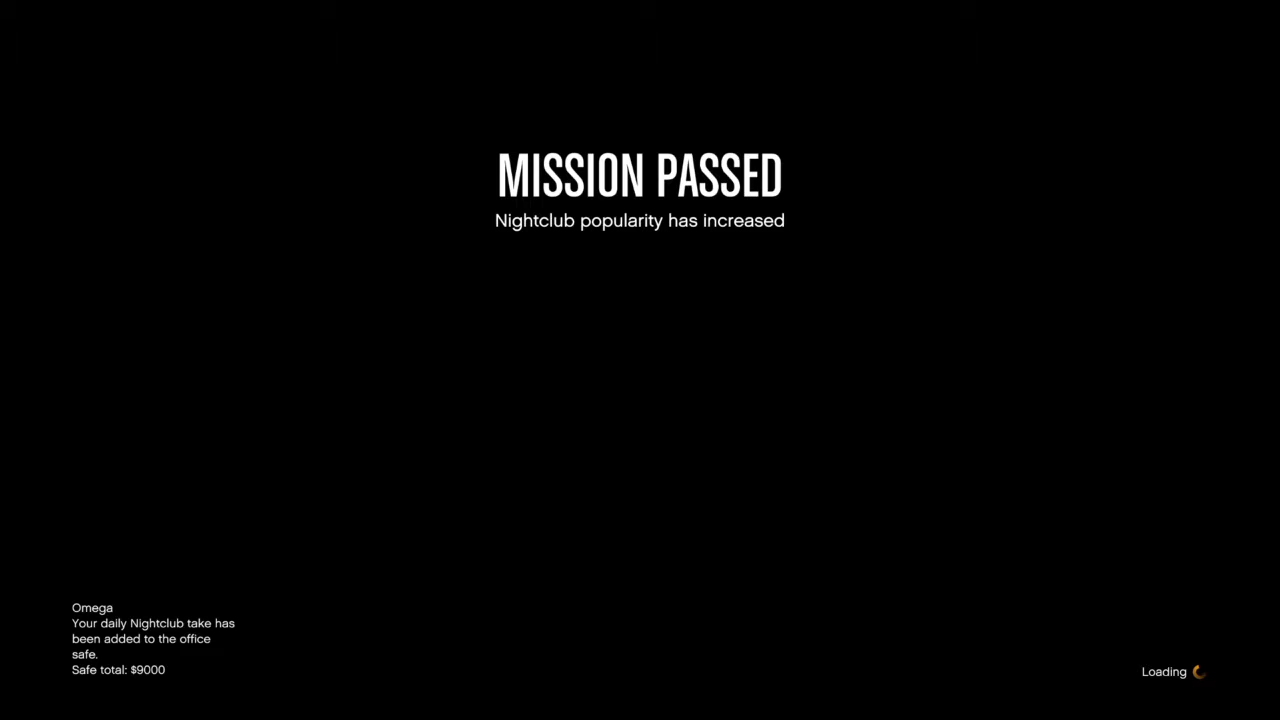 MISSION PASSED
Nightclub popularity has increased
Omega
Your daily Nightclub take has
been added to the office
safe.
Safe total: $9000
Loading